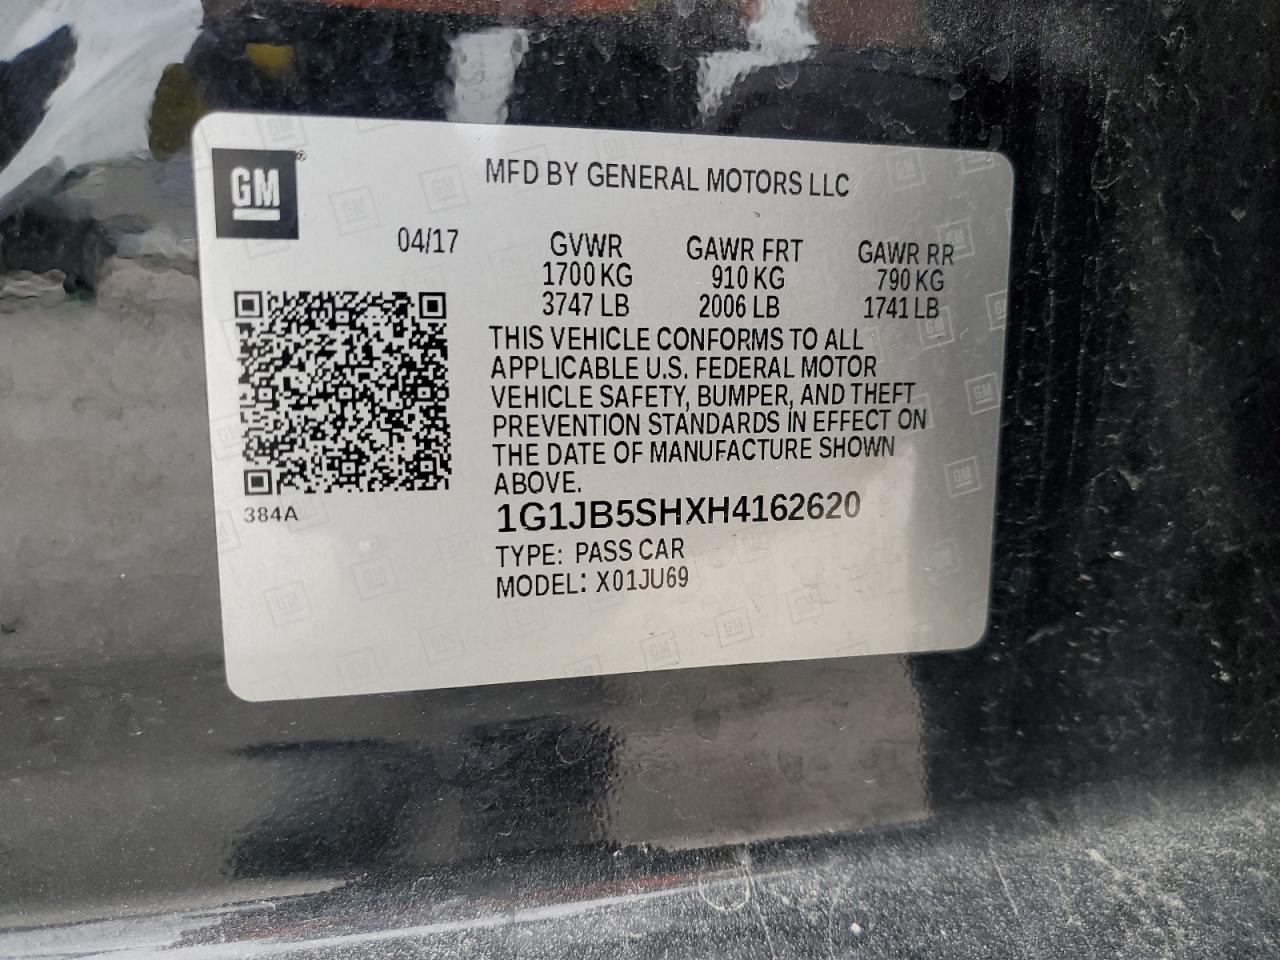 GM®
MFD BY GENERAL MOTORS LLC
04/17
GVWR GAWR FRT GAWR RR
1700 KG 910 KG 790 KG
3747 LB 2006 LB 1741 LB
THIS VEHICLE CONFORMS TO ALL
APPLICABLE U.S. FEDERAL MOTOR
VEHICLE SAFETY, BUMPER, AND THEFT
PREVENTION STANDARDS IN EFFECT ON
THE DATE OF MANUFACTURE SHOWN
ABOVE.
384A
1G1JB5SHXH4162620
TYPE: PASS CAR
MODEL: X01JU69